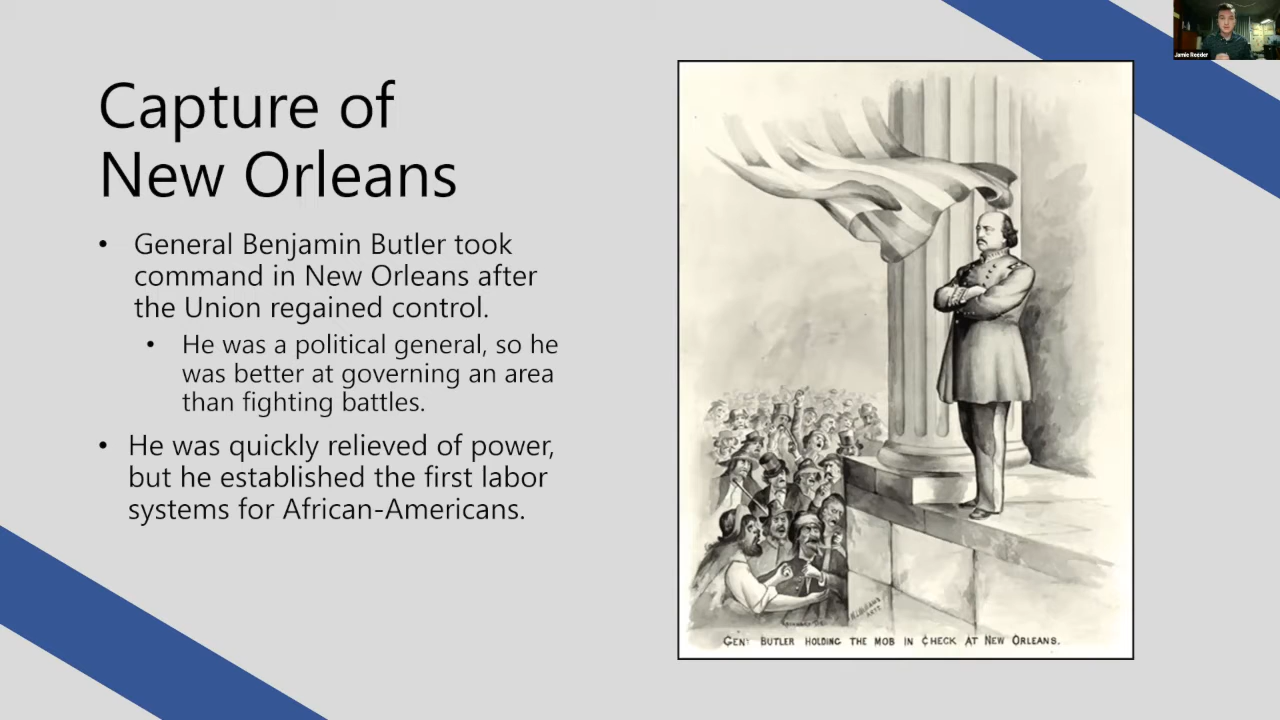 Capture of
New Orleans
• General Benjamin Butler took
command in New Orleans after
the Union regained control.
• He was a political general, so he
was better at governing an area
than fighting battles.
• He was quickly relieved of power,
but he established the first labor
systems for African-Americans.
GENL BUTLER HOLDING THE MOB IN CHECK AT NEW ORLEANS.
Jamie Reeder